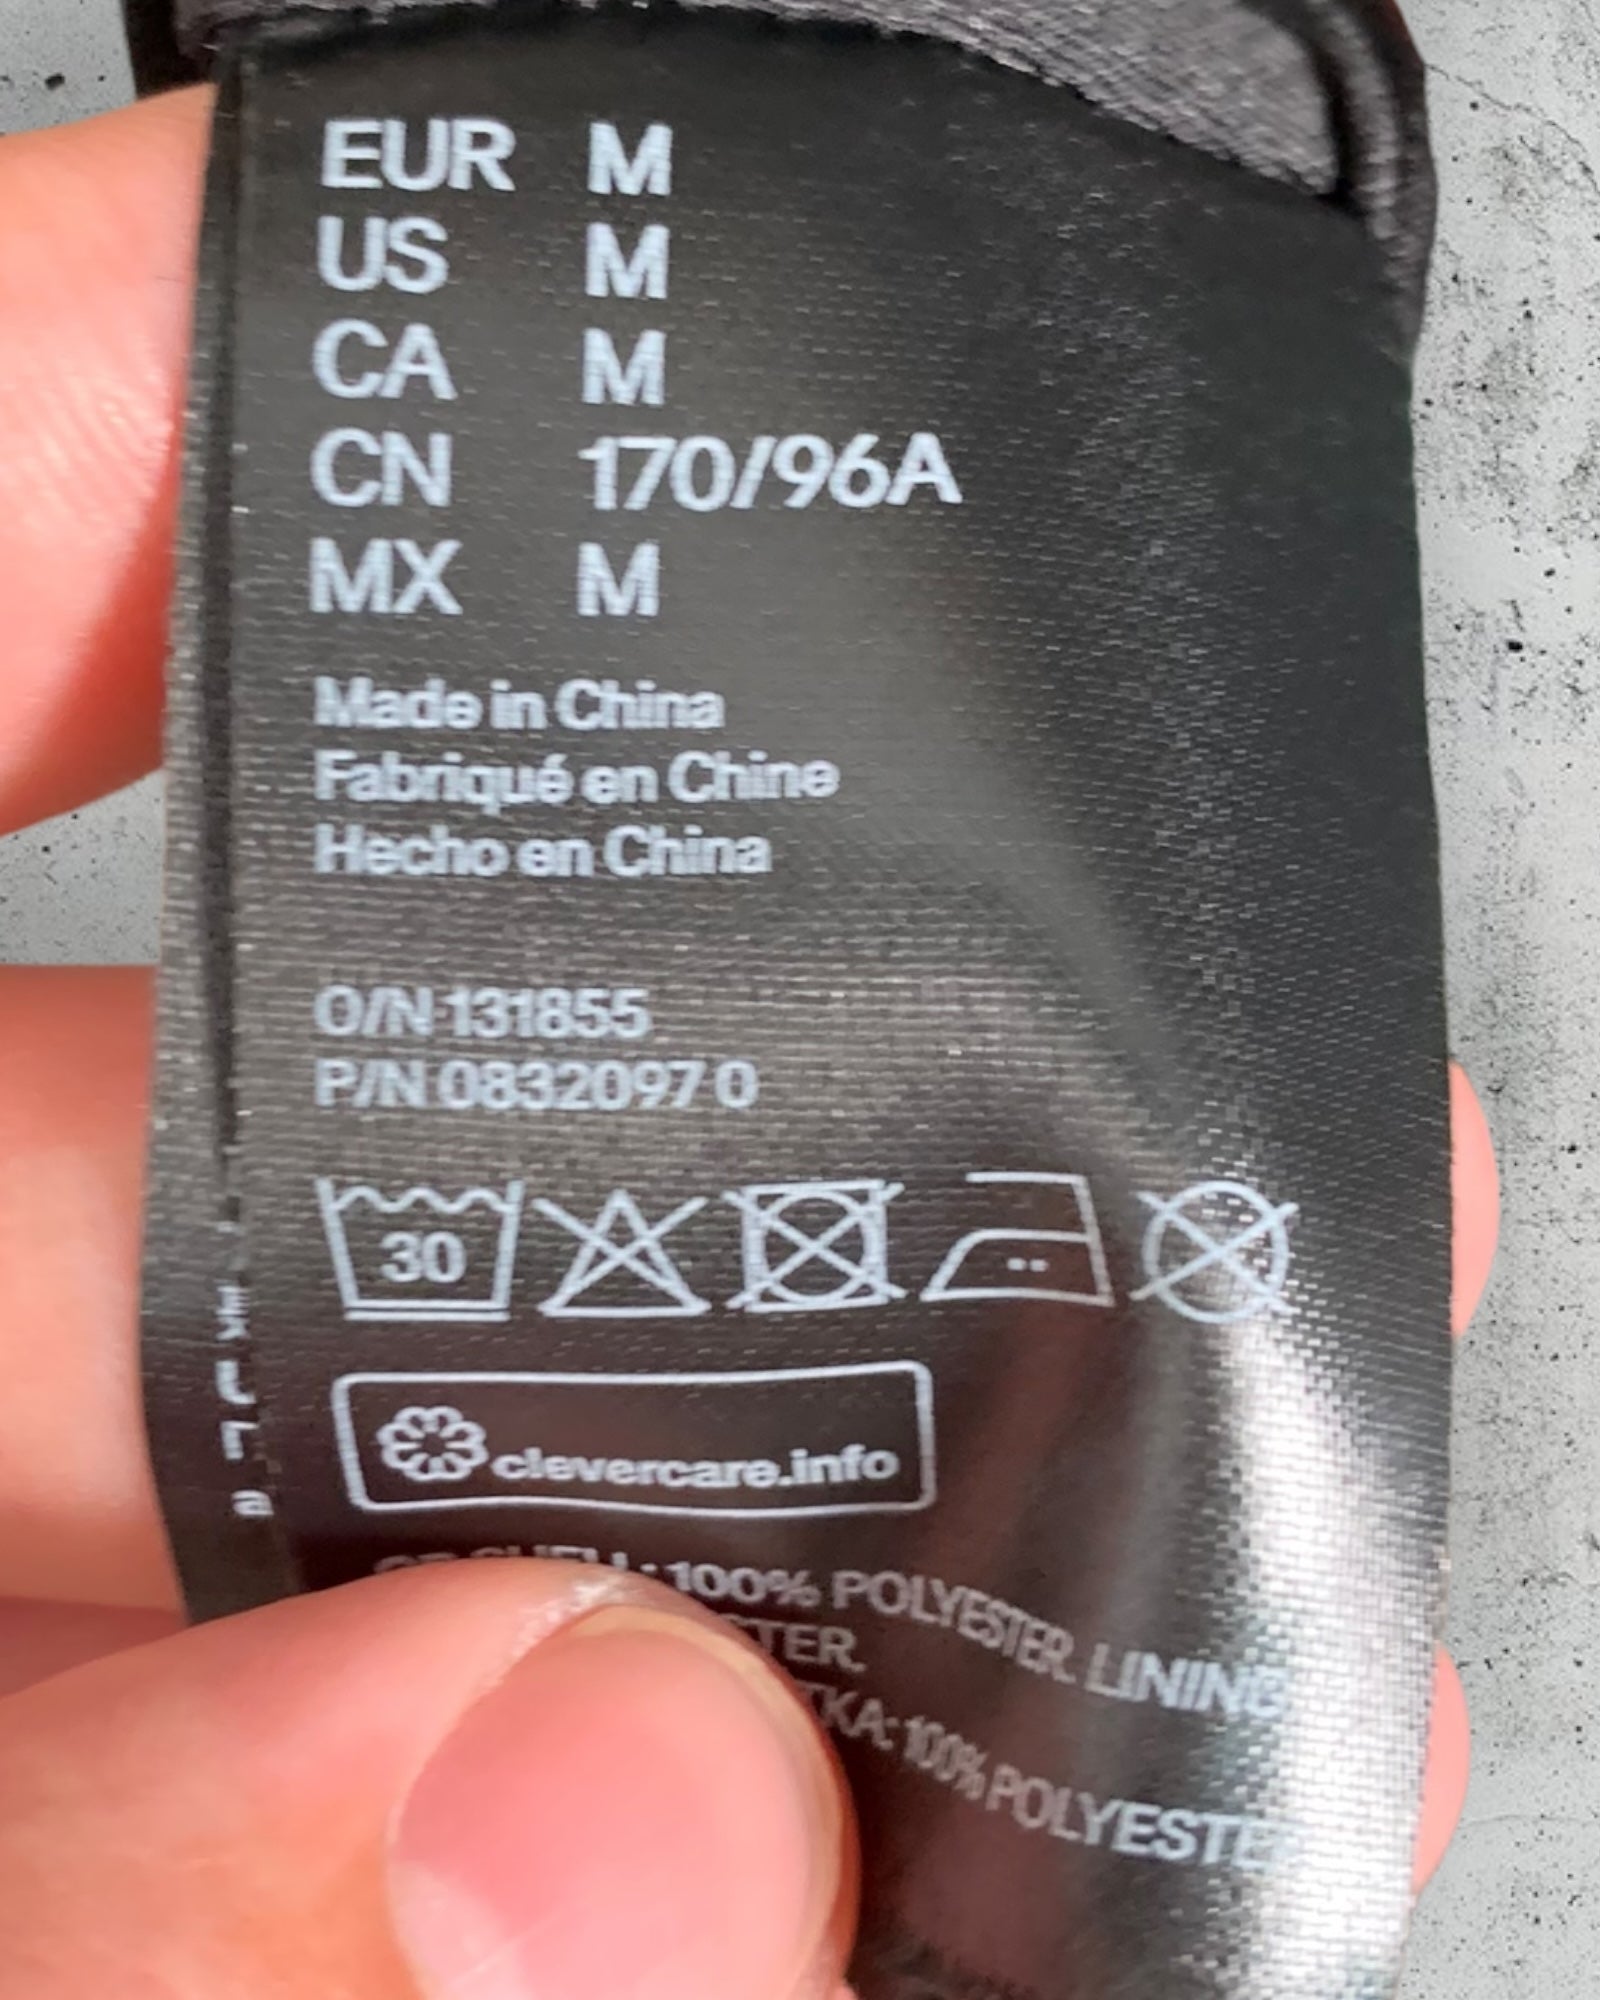 EUR M
US M
CA M
CN 170/96A
MX M
Made in China
Fabriqué en Chine
Hecho en China
O/N 131855
P/N 0832097 0
30
clevercare.info
SHELL: 100% POLYESTER. LINING
100% POLYESTER